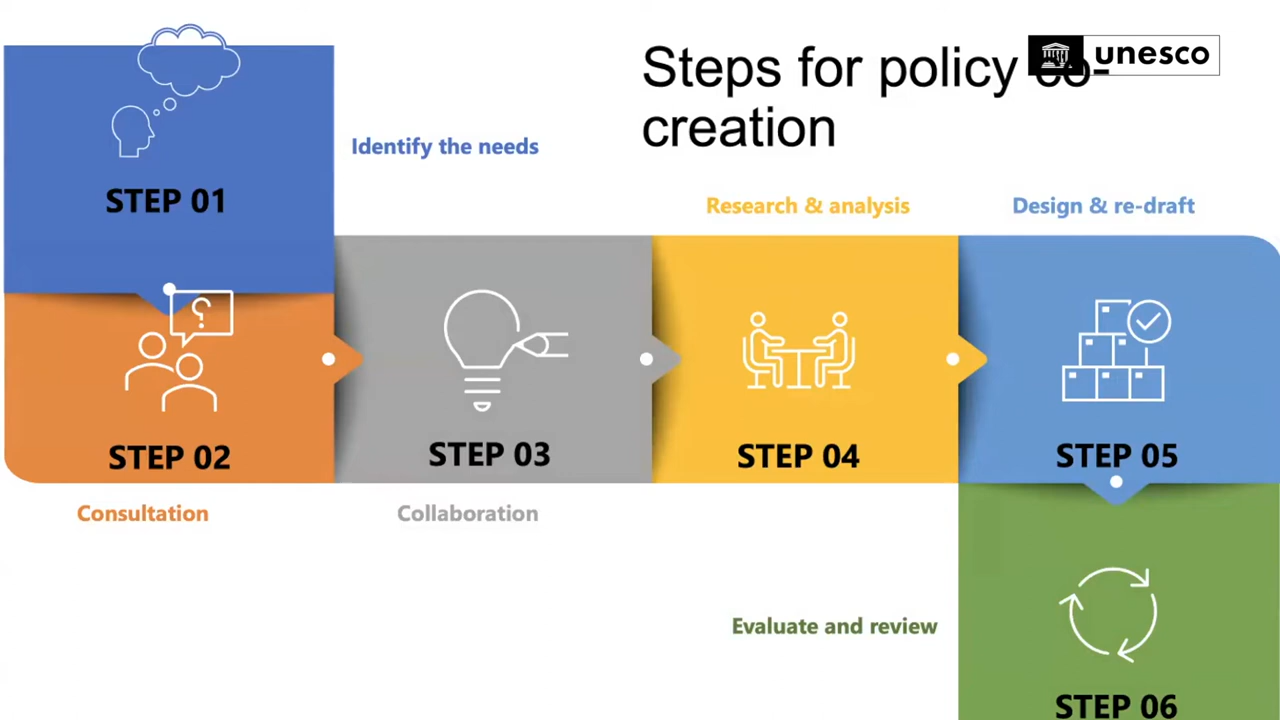 Steps for policy co-
creation
unesco
STEP 01
Identify the needs
STEP 02
Consultation
STEP 03
Collaboration
Research & analysis
STEP 04
Design & re-draft
STEP 05
Evaluate and review
STEP 06
?